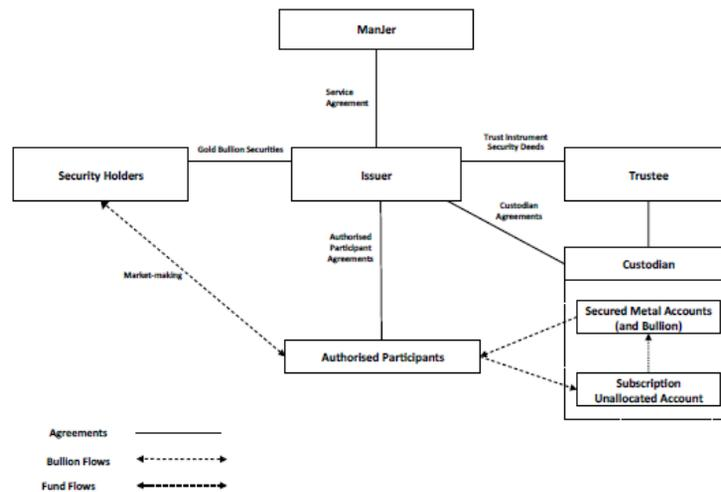 ManJer
Service
Agreement
Gold Bullion Securities
Trust Instrument
Security Deeds
Security Holders
Issuer
Trustee
Custodian
Agreements
Authorised
Participant
Agreements
Custodian
Market-making
Secured Metal Accounts
(and Bullion)
Authorised Participants
Subscription
Unallocated Account
Agreements
Bullion Flows
Fund Flows